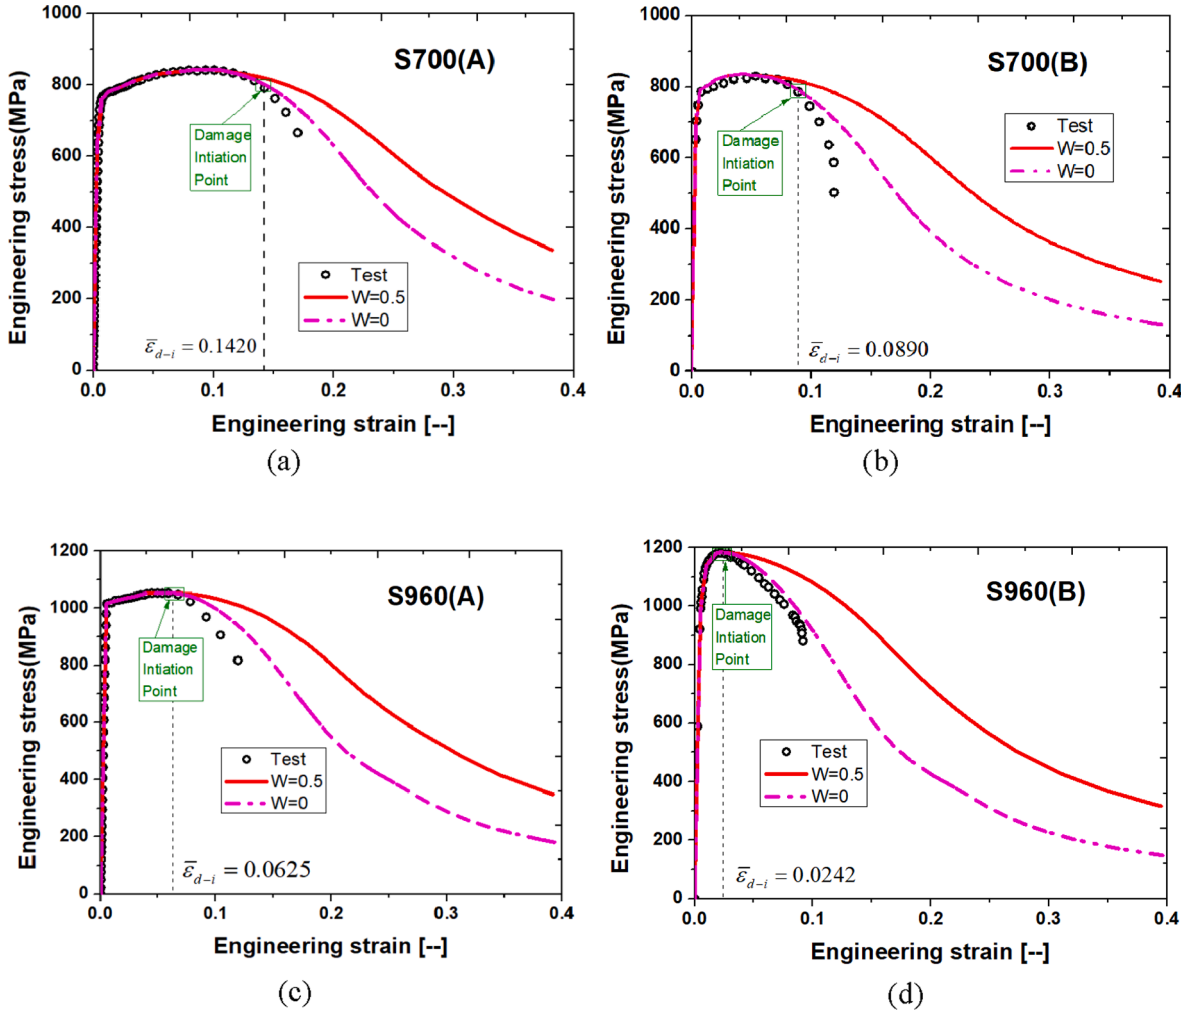 1000
800
600
400
200
0
Engineering stress(MPa)
S700(A)
Damage
Intiation
Point
Test
W=0.5
W=0
ε̅d−i = 0.1420
0.0 0.1 0.2 0.3 0.4
Engineering strain [--]
(a)
1000
800
600
400
200
0
Engineering stress(MPa)
S700(B)
Test
W=0.5
W=0
Damage
Intiation
Point
ε̅d−i = 0.0890
0.0 0.1 0.2 0.3 0.4
Engineering strain [--]
(b)
1200
1000
800
600
400
200
0
Engineering stress(MPa)
S960(A)
Damage
Intiation
Point
Test
W=0.5
W=0
ε̅d−i = 0.0625
0.0 0.1 0.2 0.3 0.4
Engineering strain [--]
(c)
1200
1000
800
600
400
200
0
Engineering stress(MPa)
S960(B)
Damage
Intiation
Point
Test
W=0.5
W=0
ε̅d−i = 0.0242
0.0 0.1 0.2 0.3 0.4
Engineering strain [--]
(d)